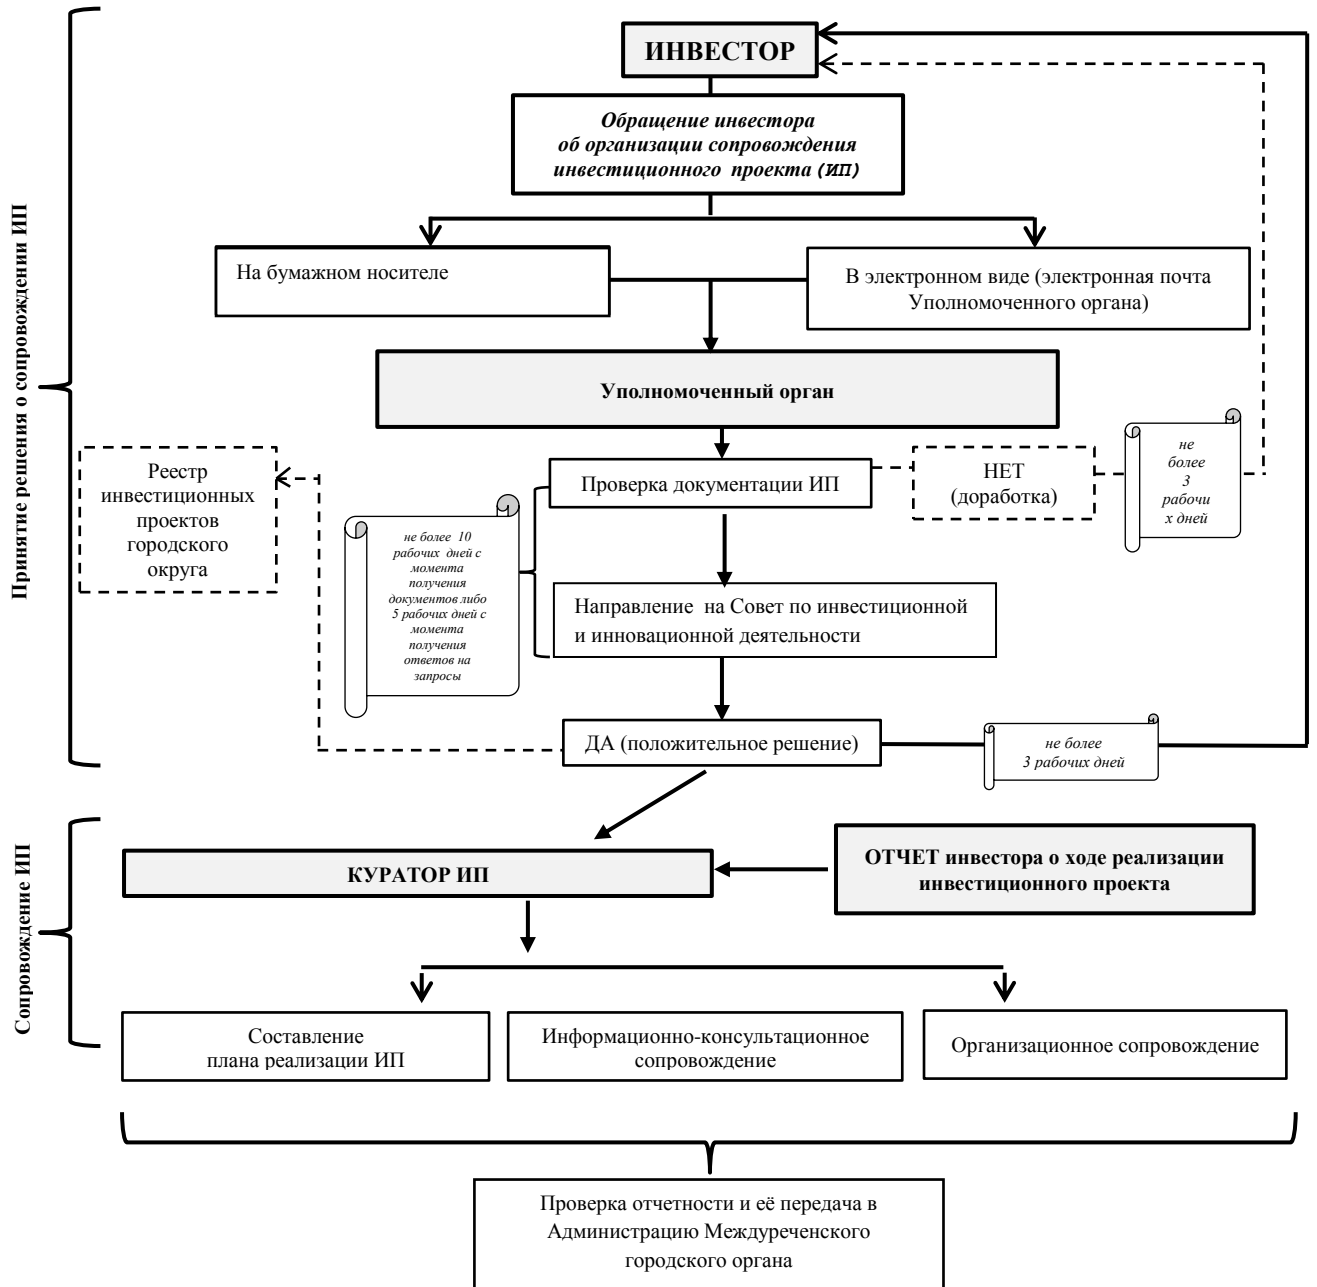 ИНВЕСТОР
Обращение инвестора
об организации сопровождения
инвестиционного проекта (ИП)
На бумажном носителе
В электронном виде (электронная почта
Уполномоченного органа)
Принятие решения о сопровождении ИП
Уполномоченный орган
Реестр
инвестиционных
проектов
городского
округа
Проверка документации ИП
НЕТ
(доработка)
не
более
3
рабочи
х дней
не более 10
рабочих дней с
момента
получения
документов либо
5 рабочих дней с
момента
получения
ответов на
запросы
Направление на Совет по инвестиционной
и инновационной деятельности
ДА (положительное решение)
не более
3 рабочих дней
Сопровождение ИП
КУРАТОР ИП
ОТЧЕТ инвестора о ходе реализации
инвестиционного проекта
Составление
плана реализации ИП
Информационно-консультационное
сопровождение
Организационное сопровождение
Проверка отчетности и её передача в
Администрацию Междуреченского
городского органа